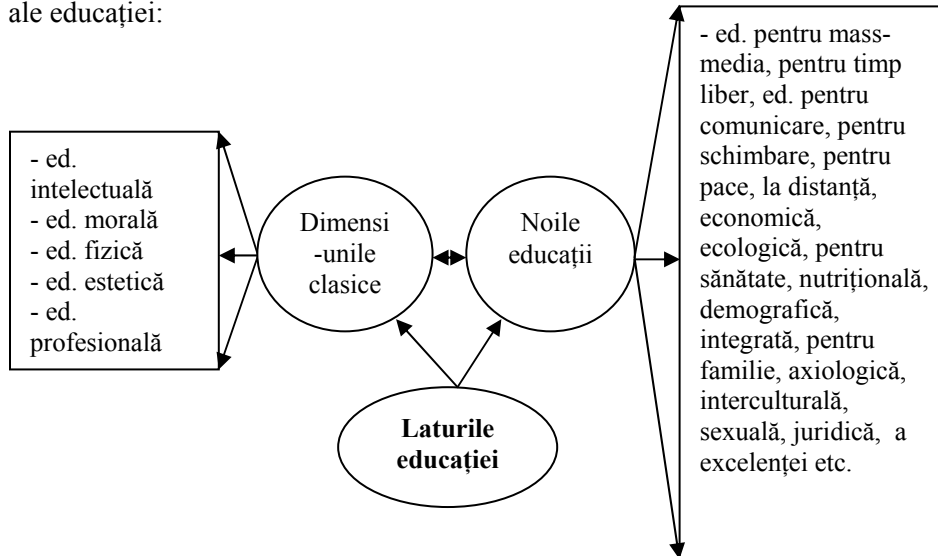 ale educației:
- ed.
intelectuală
- ed. morală
- ed. fizică
- ed. estetică
- ed.
profesională
Dimensi
-unile
clasice
Noile
educații
Laturile
educației
- ed. pentru mass-
media, pentru timp
liber, ed. pentru
comunicare, pentru
schimbare, pentru
pace, la distanță,
economică,
ecologică, pentru
sănătate, nutrițională,
demografică,
integrată, pentru
familie, axiologică,
interculturală,
sexuală, juridică, a
excelenței etc.